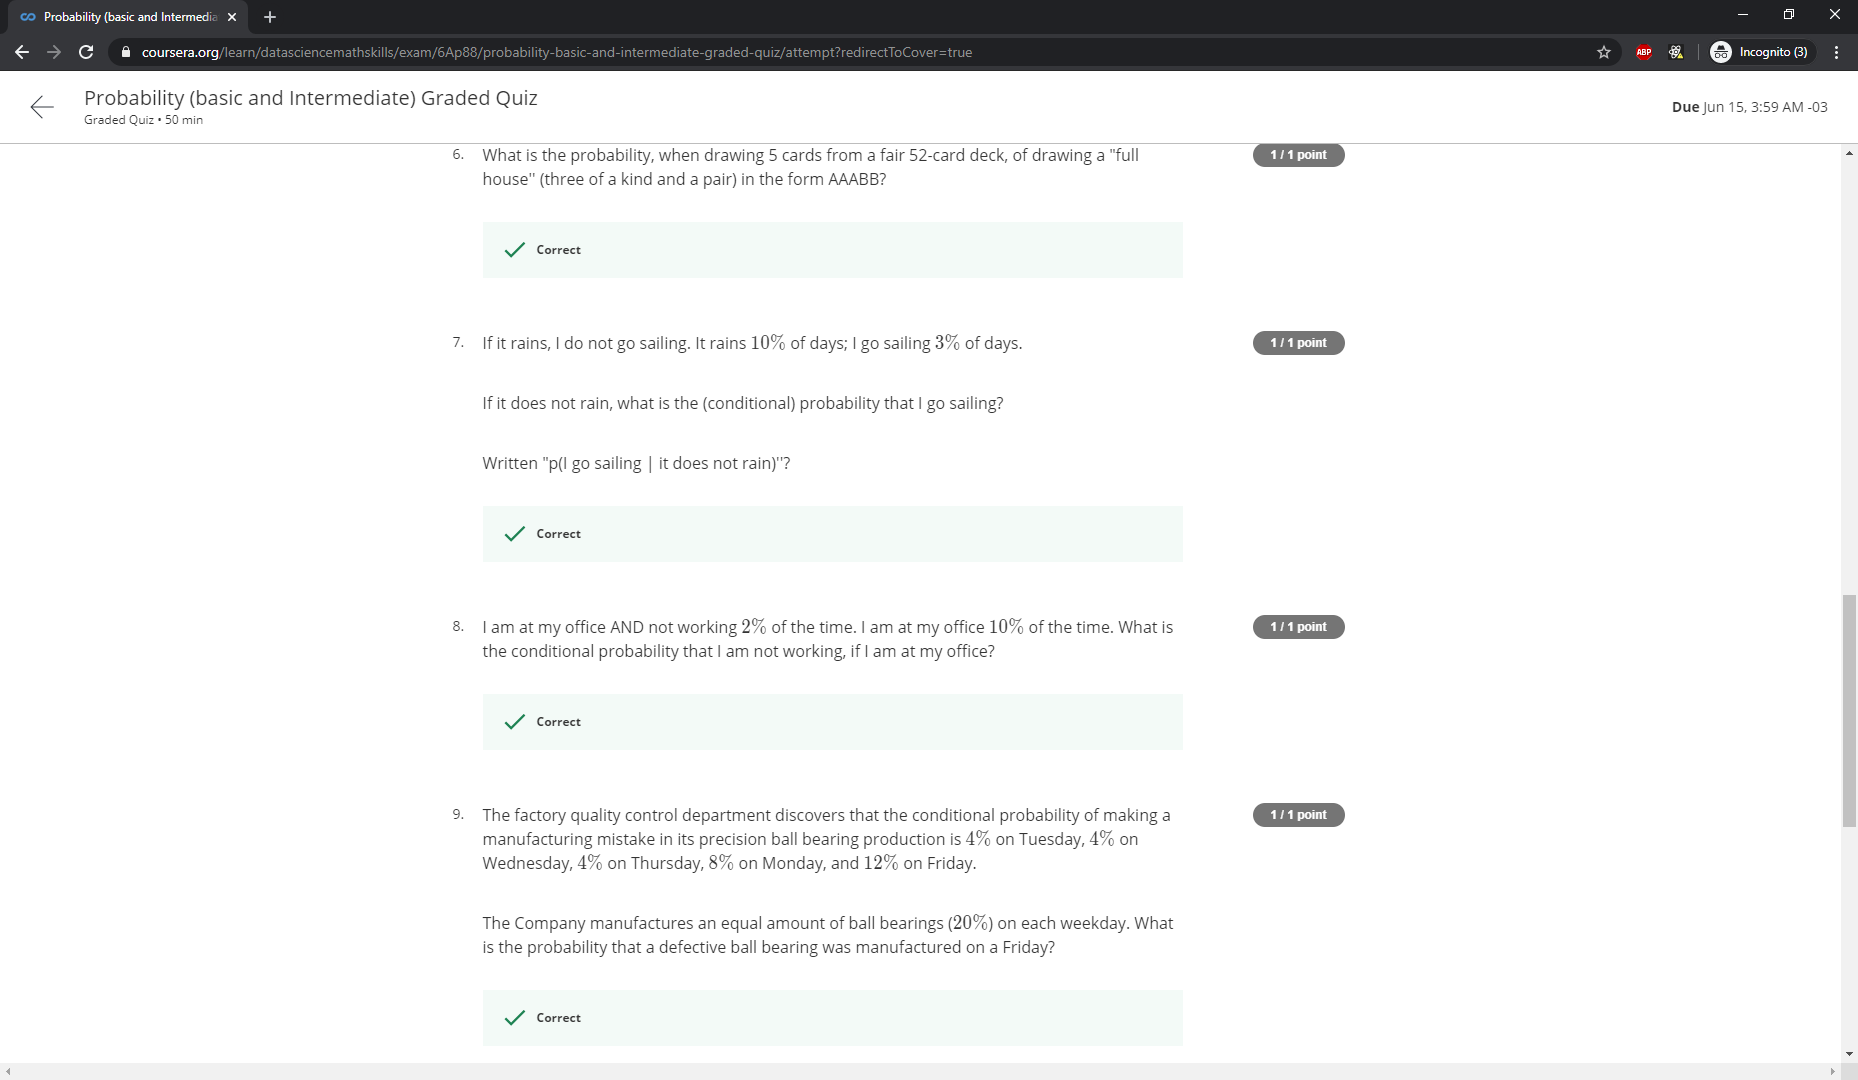 Probability (basic and Intermedia
coursera.org/learn/datasciencemathskills/exam/6Ap88/probability-basic-and-intermediate-graded-quiz/attempt?redirectToCover=true
ABP
Incognito (3)
Probability (basic and Intermediate) Graded Quiz
Graded Quiz • 50 min
Due Jun 15, 3:59 AM -03
6. What is the probability, when drawing 5 cards from a fair 52-card deck, of drawing a "full
house" (three of a kind and a pair) in the form AAABB?
1 / 1 point
Correct
7. If it rains, I do not go sailing. It rains 10% of days; I go sailing 3% of days.
1 / 1 point
If it does not rain, what is the (conditional) probability that I go sailing?
Written "p(I go sailing | it does not rain)''?
Correct
8. I am at my office AND not working 2% of the time. I am at my office 10% of the time. What is
the conditional probability that I am not working, if I am at my office?
1 / 1 point
Correct
9. The factory quality control department discovers that the conditional probability of making a
manufacturing mistake in its precision ball bearing production is 4% on Tuesday, 4% on
Wednesday, 4% on Thursday, 8% on Monday, and 12% on Friday.
1 / 1 point
The Company manufactures an equal amount of ball bearings (20%) on each weekday. What
is the probability that a defective ball bearing was manufactured on a Friday?
Correct